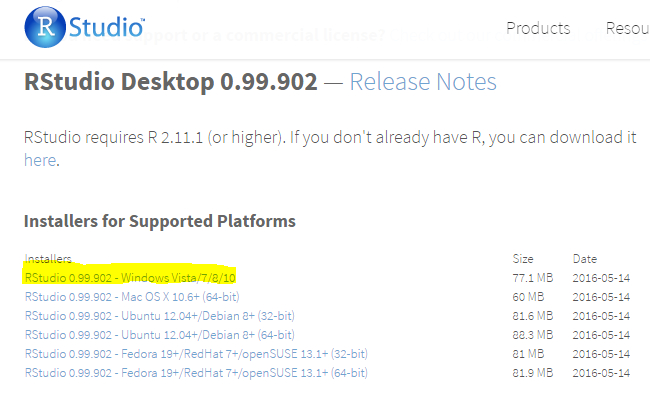 R Studio™
Products Resou
pport or a commercial license?
RStudio Desktop 0.99.902 — Release Notes
RStudio requires R 2.11.1 (or higher). If you don't already have R, you can download it
here.
Installers for Supported Platforms
Installers Size Date
RStudio 0.99.902 - Windows Vista/7/8/10 77.1 MB 2016-05-14
RStudio 0.99.902 - Mac OS X 10.6+ (64-bit) 60 MB 2016-05-14
RStudio 0.99.902 - Ubuntu 12.04+/Debian 8+ (32-bit) 81.6 MB 2016-05-14
RStudio 0.99.902 - Ubuntu 12.04+/Debian 8+ (64-bit) 88.3 MB 2016-05-14
RStudio 0.99.902 - Fedora 19+/RedHat 7+/openSUSE 13.1+ (32-bit) 81 MB 2016-05-14
RStudio 0.99.902 - Fedora 19+/RedHat 7+/openSUSE 13.1+ (64-bit) 81.9 MB 2016-05-14